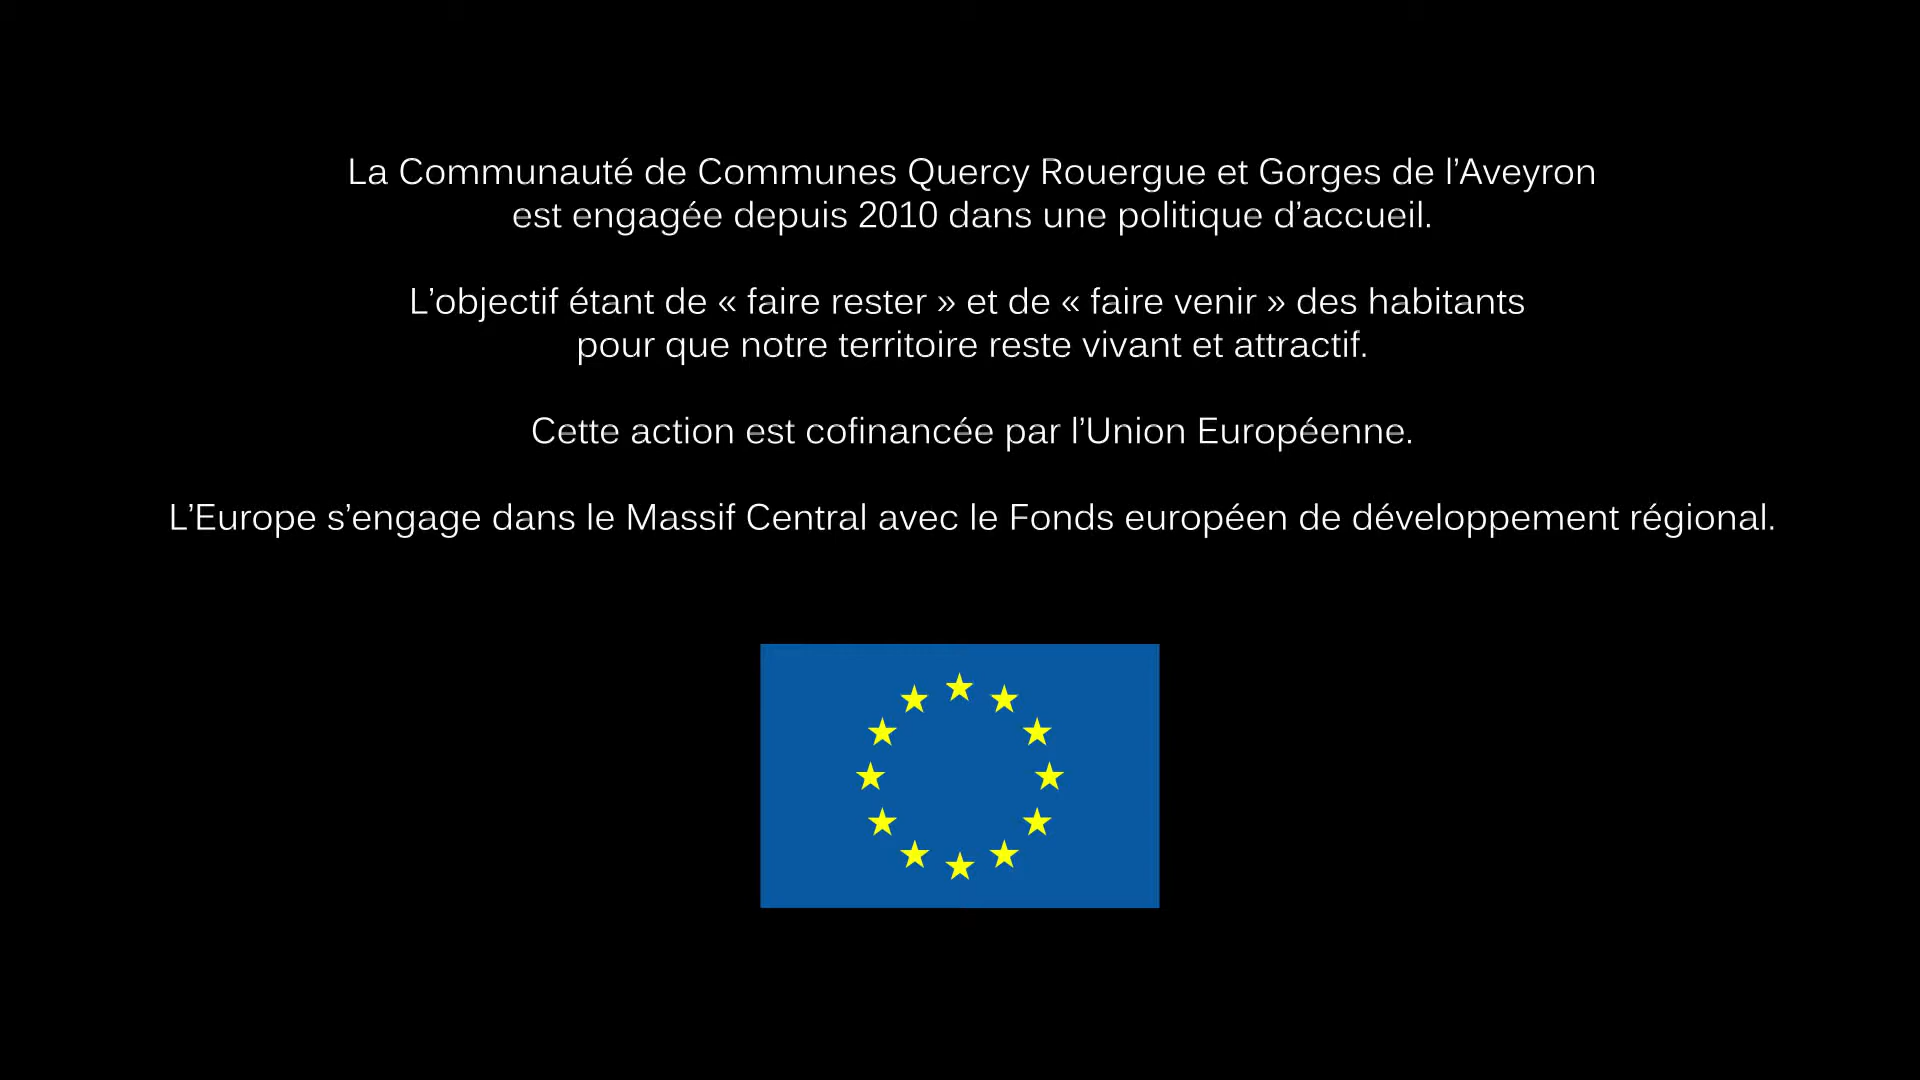 La Communauté de Communes Quercy Rouergue et Gorges de l’Aveyron
est engagée depuis 2010 dans une politique d’accueil.
L’objectif étant de « faire rester » et de « faire venir » des habitants
pour que notre territoire reste vivant et attractif.
Cette action est cofinancée par l’Union Européenne.
L’Europe s’engage dans le Massif Central avec le Fonds européen de développement régional.